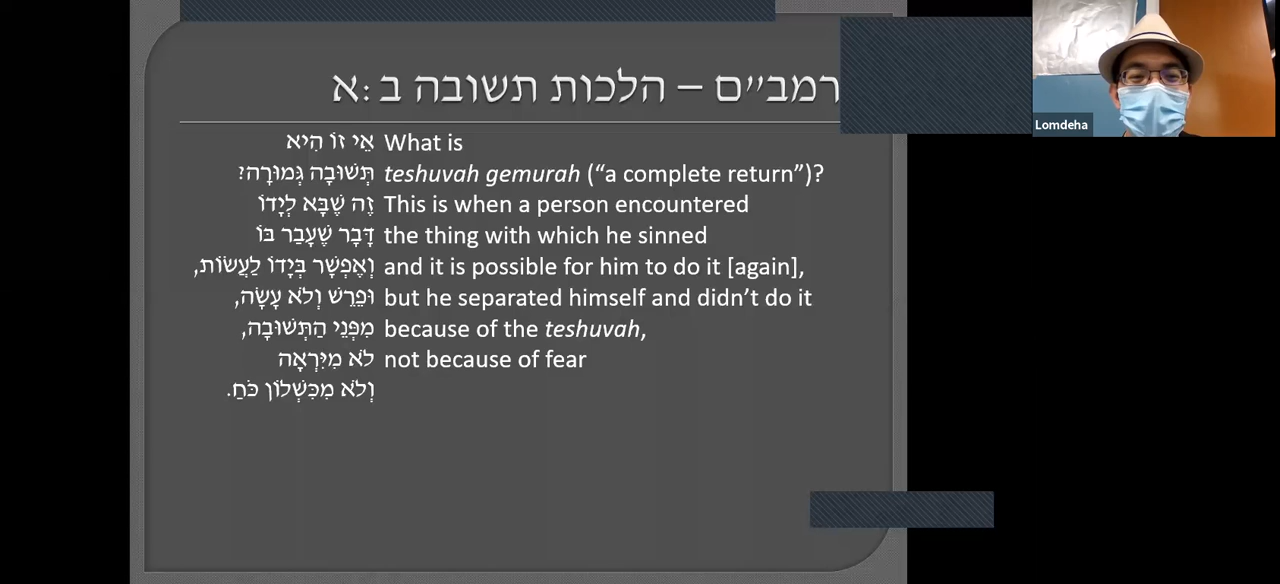 רמב״ם – הלכות תשובה ב:א
אֵי זוֹ הִיא What is
תְּשׁוּבָה גְּמוּרָה? teshuvah gemurah (“a complete return”)?
זֶה שֶׁבָּא לְיָדוֹ This is when a person encountered
דָּבָר שֶׁעָבַר בּוֹ the thing with which he sinned
וְאֶפְשָׁר בְּיָדוֹ לַעֲשׂוֹת, and it is possible for him to do it [again],
וּפֵרַשׁ וְלֹא עָשָׂה, but he separated himself and didn’t do it
מִפְּנֵי הַתְּשׁוּבָה, because of the teshuvah,
לֹא מִיִּרְאָה not because of fear
וְלֹא מִכִּשְׁלוֹן כֹּחַ.
Lomdeha